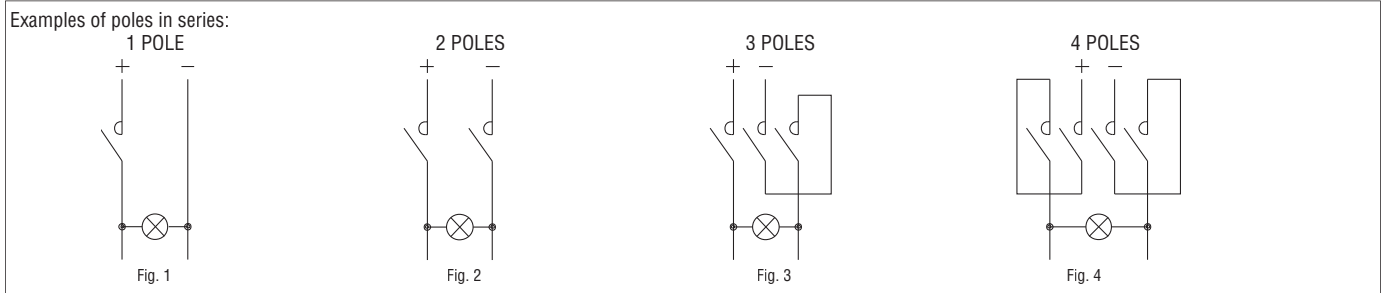 Examples of poles in series:
1 POLE
2 POLES
3 POLES
4 POLES
+ –
+ –
+ –
+ –
Fig. 1
Fig. 2
Fig. 3
Fig. 4